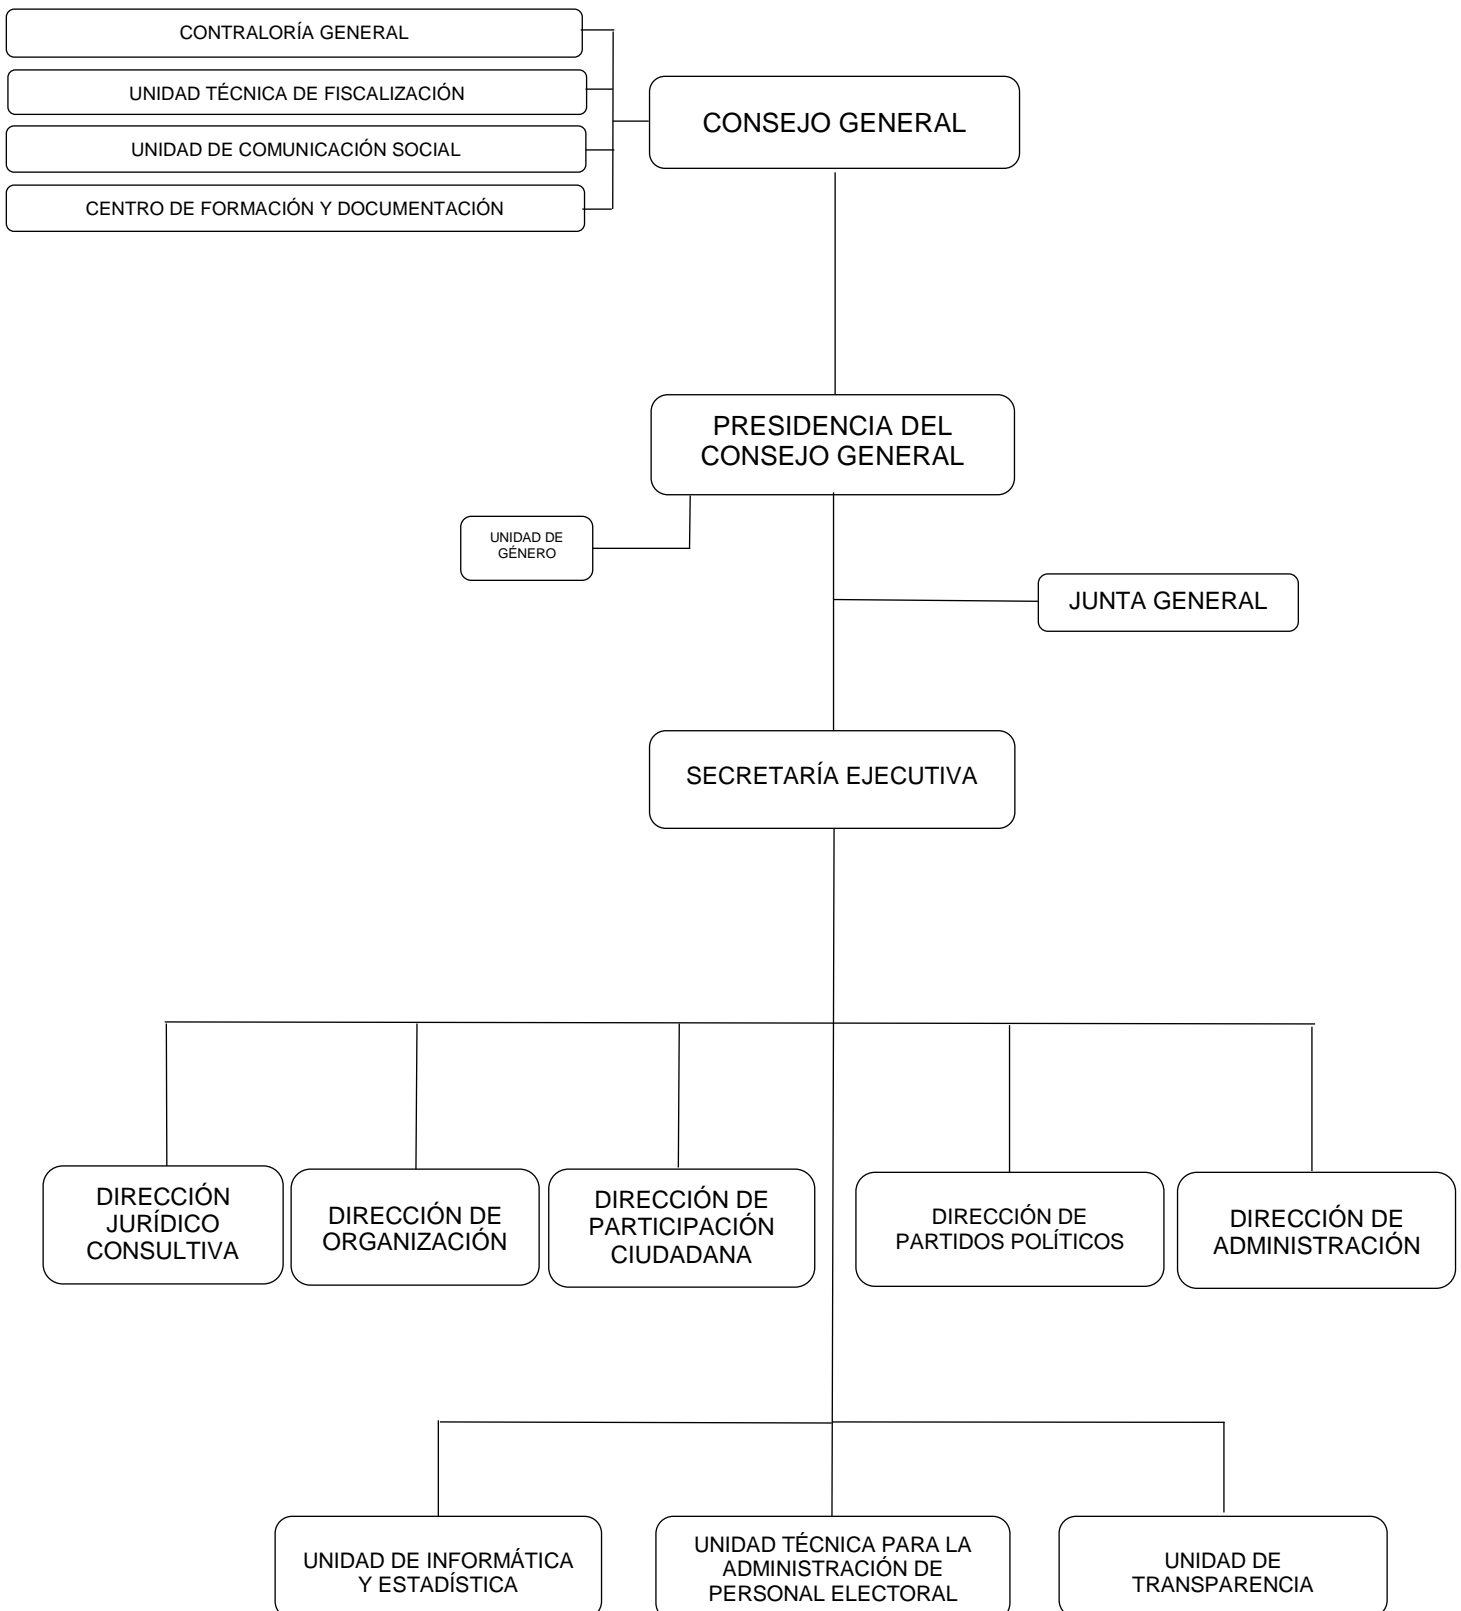 CONTRALORÍA GENERAL
UNIDAD TÉCNICA DE FISCALIZACIÓN
UNIDAD DE COMUNICACIÓN SOCIAL
CENTRO DE FORMACIÓN Y DOCUMENTACIÓN
CONSEJO GENERAL
PRESIDENCIA DEL
CONSEJO GENERAL
UNIDAD DE
GÉNERO
JUNTA GENERAL
SECRETARÍA EJECUTIVA
DIRECCIÓN
JURÍDICO
CONSULTIVA
DIRECCIÓN DE
ORGANIZACIÓN
DIRECCIÓN DE
PARTICIPACIÓN
CIUDADANA
DIRECCIÓN DE
PARTIDOS POLÍTICOS
DIRECCIÓN DE
ADMINISTRACIÓN
UNIDAD DE INFORMÁTICA
Y ESTADÍSTICA
UNIDAD TÉCNICA PARA LA
ADMINISTRACIÓN DE
PERSONAL ELECTORAL
UNIDAD DE
TRANSPARENCIA